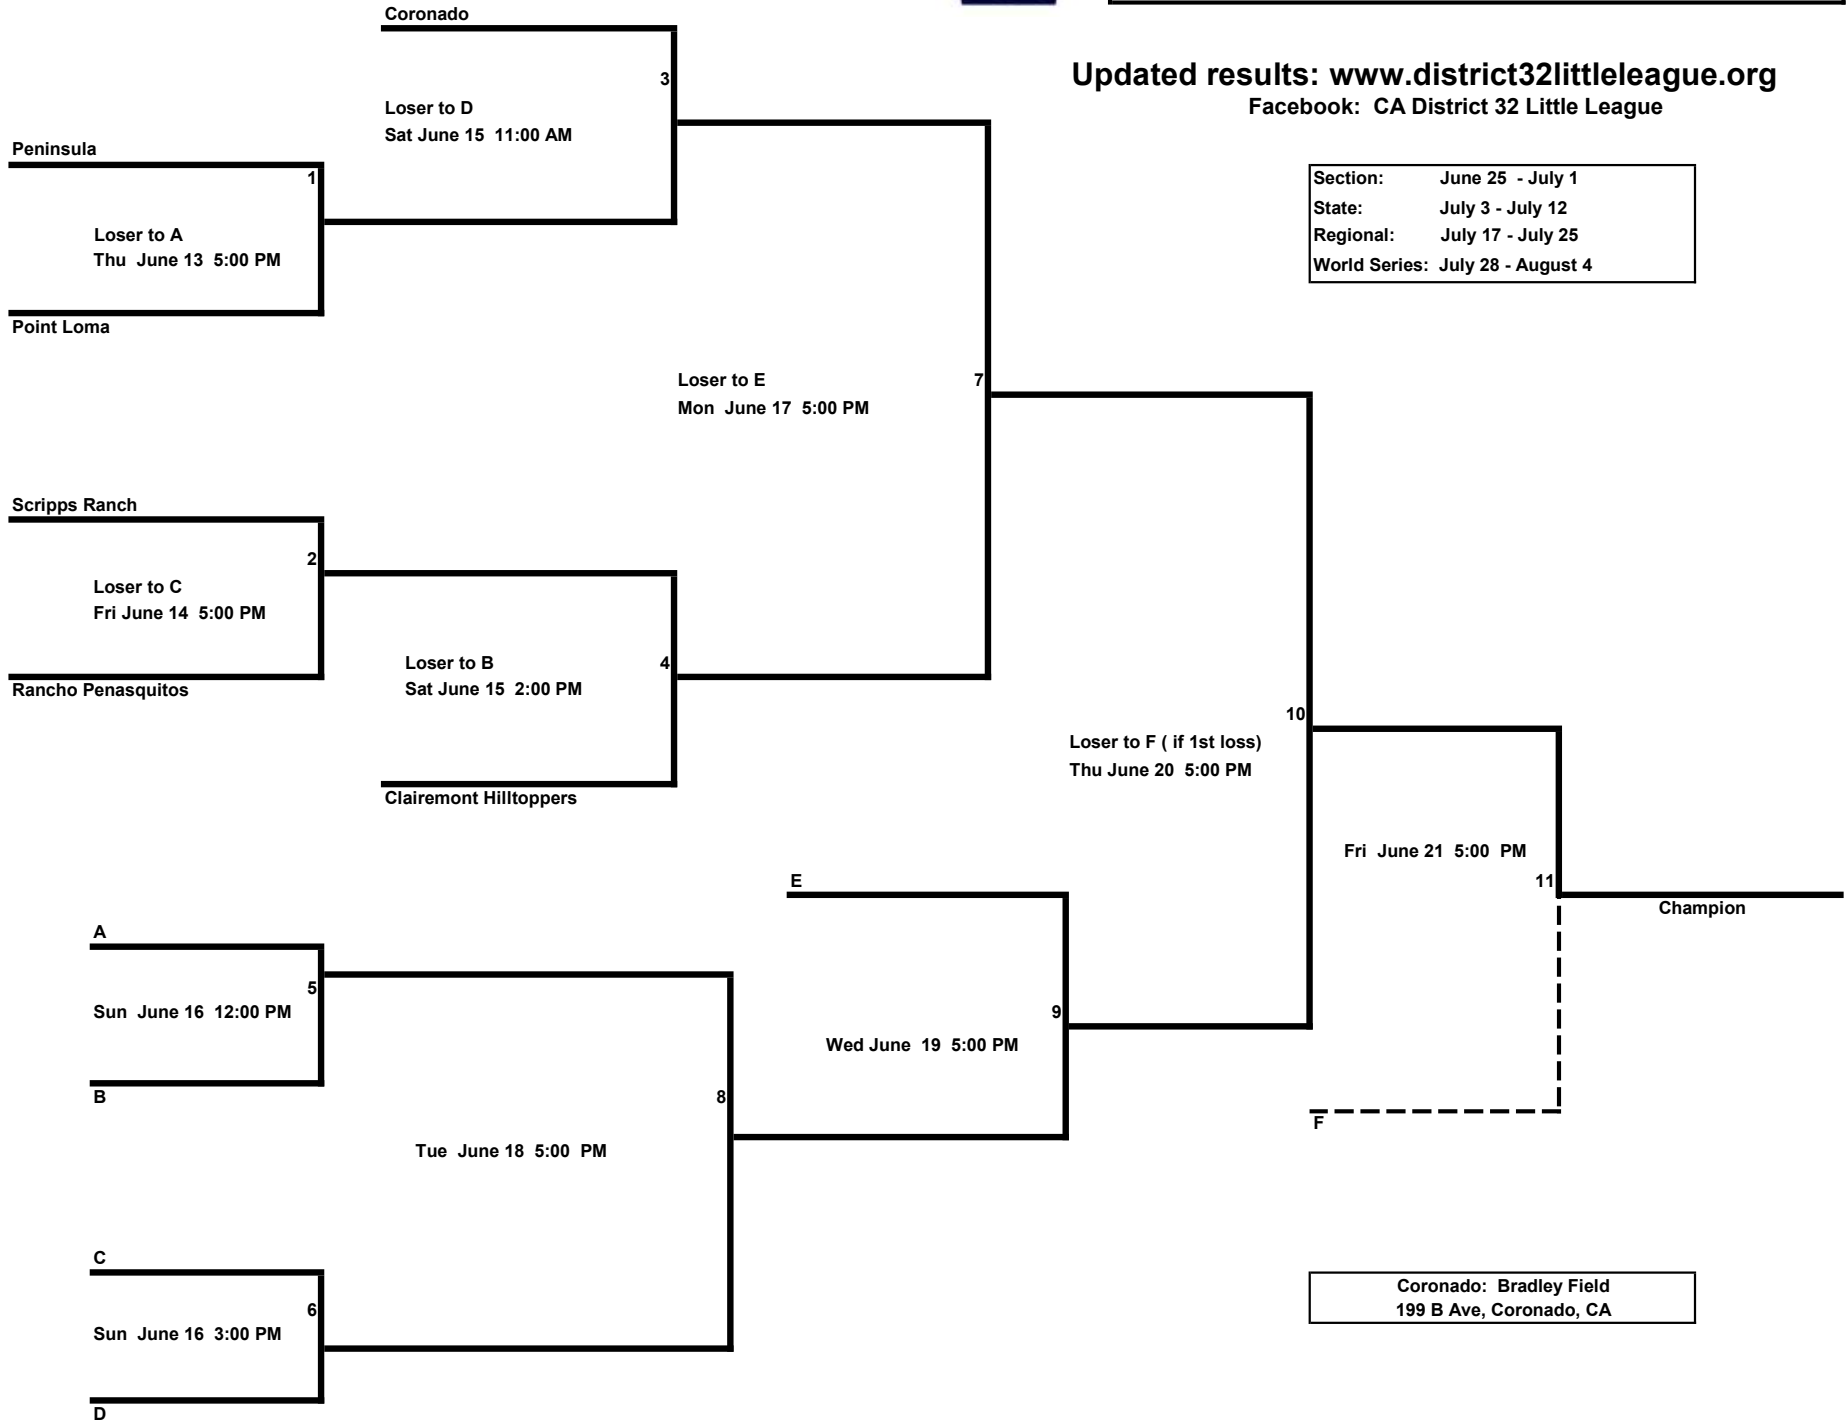 Coronado
3
Updated results: www.district32littleleague.org
Facebook: CA District 32 Little League
Loser to D
Sat June 15 11:00 AM
Peninsula
1
Section: June 25 - July 1
State: July 3 - July 12
Regional: July 17 - July 25
World Series: July 28 - August 4
Loser to A
Thu June 13 5:00 PM
Point Loma
Loser to E
7
Mon June 17 5:00 PM
Scripps Ranch
2
Loser to C
Fri June 14 5:00 PM
Rancho Penasquitos
Loser to B
4
Sat June 15 2:00 PM
Clairemont Hilltoppers
10
Loser to F ( if 1st loss)
Thu June 20 5:00 PM
Fri June 21 5:00 PM
11
Champion
E
A
5
Sun June 16 12:00 PM
B
9
Wed June 19 5:00 PM
8
F
Tue June 18 5:00 PM
C
6
Sun June 16 3:00 PM
D
Coronado: Bradley Field
199 B Ave, Coronado, CA